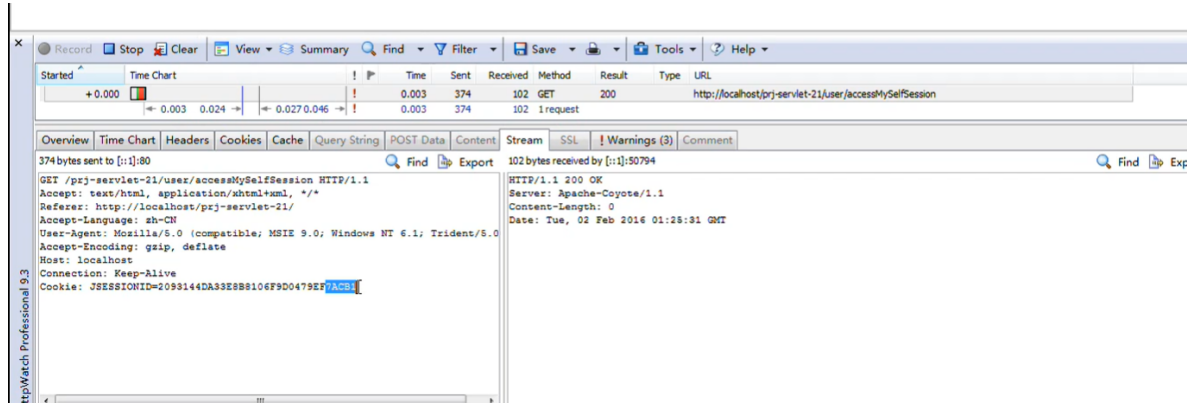 Record Stop Clear View Summary Find Filter Save Tools Help
Started Time Chart ! Time Sent Received Method Result Type URL
+ 0.000 ! 0.003 374 102 GET 200 http://localhost/prj-servlet-21/user/accessMySelfSession
0.003 0.024 0.027 0.046 ! 0.003 374 102 1 request
Overview Time Chart Headers Cookies Cache Query String POST Data Content Stream SSL ! Warnings (3) Comment
374 bytes sent to [::1]:80 Find Export 102 bytes received by [::1]:50794 Find Exp
GET /prj-servlet-21/user/accessMySelfSession HTTP/1.1
Accept: text/html, application/xhtml+xml, */*
Referer: http://localhost/prj-servlet-21/
Accept-Language: zh-CN
User-Agent: Mozilla/5.0 (compatible; MSIE 9.0; Windows NT 6.1; Trident/5.0
Accept-Encoding: gzip, deflate
Host: localhost
Connection: Keep-Alive
Cookie: JSESSIONID=2093144DA33E8B8106F9D0479EF7ACB1
HTTP/1.1 200 OK
Server: Apache-Coyote/1.1
Content-Length: 0
Date: Tue, 02 Feb 2016 01:25:31 GMT
ttpWatch Professional 9.3